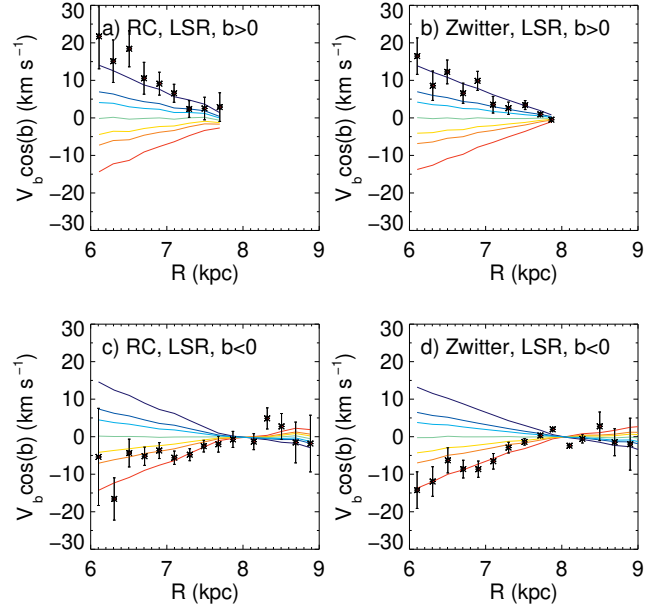 a) RC, LSR, b>0
30
20
10
0
−10
−20
−30
V_b cos(b) (km s⁻¹)
6 7 8 9
R (kpc)
b) Zwitter, LSR, b>0
30
20
10
0
−10
−20
−30
V_b cos(b) (km s⁻¹)
6 7 8 9
R (kpc)
c) RC, LSR, b<0
30
20
10
0
−10
−20
−30
V_b cos(b) (km s⁻¹)
6 7 8 9
R (kpc)
d) Zwitter, LSR, b<0
30
20
10
0
−10
−20
−30
V_b cos(b) (km s⁻¹)
6 7 8 9
R (kpc)